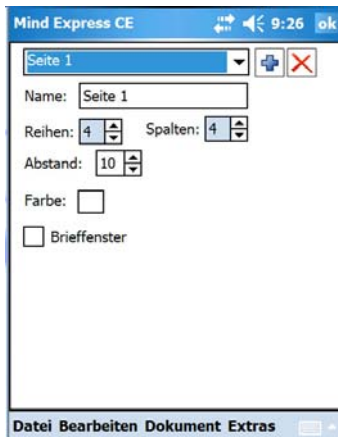 Mind Express CE 9:26 ok
Seite 1
Name: Seite 1
Reihen: 4 Spalten: 4
Abstand: 10
Farbe:
Brieffenster
Datei Bearbeiten Dokument Extras